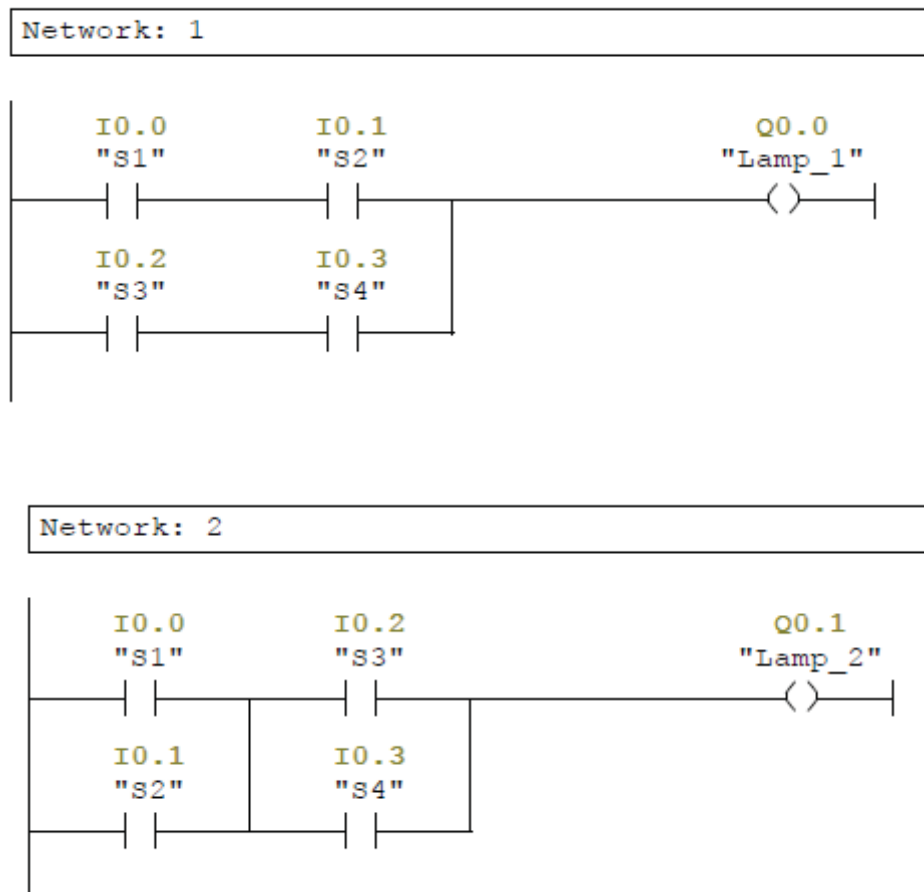 Network: 1
I0.0 I0.1 Q0.0
"S1" "S2" "Lamp_1"
I0.2 I0.3
"S3" "S4"
Network: 2
I0.0 I0.2 Q0.1
"S1" "S3" "Lamp_2"
I0.1 I0.3
"S2" "S4"